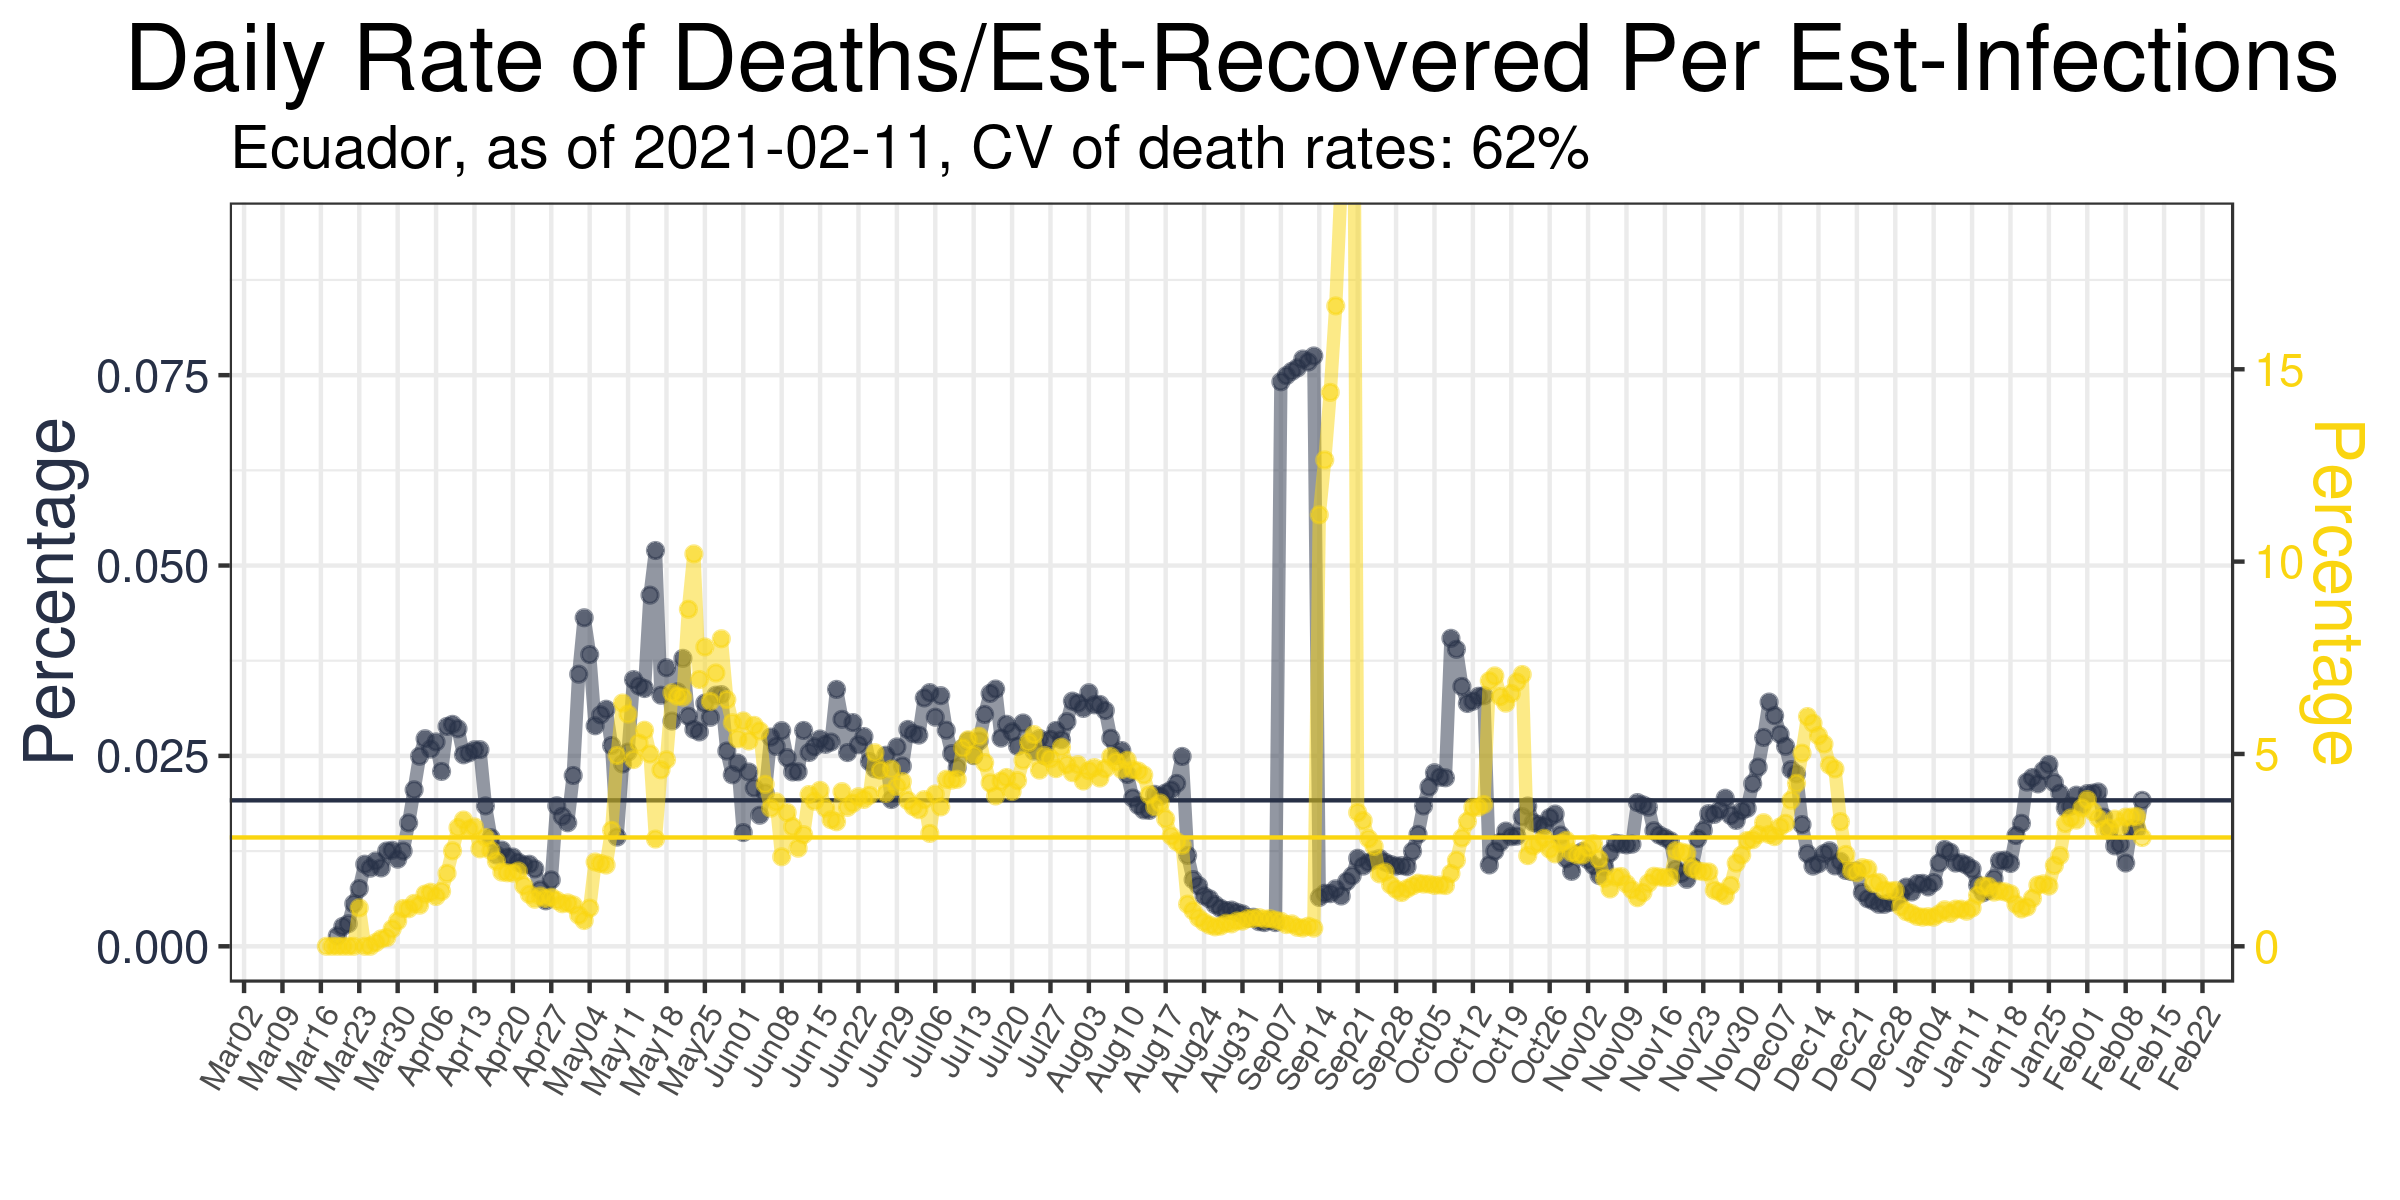 Daily Rate of Deaths/Est-Recovered Per Est-Infections
Ecuador, as of 2021-02-11, CV of death rates: 62%
Percentage
0.075
0.050
0.025
0.000
15
10
5
0
Percentage
Mar02 Mar09 Mar16 Mar23 Mar30 Apr06 Apr13 Apr20 Apr27 May04 May11 May18 May25 Jun01 Jun08 Jun15 Jun22 Jun29 Jul06 Jul13 Jul20 Jul27 Aug03 Aug10 Aug17 Aug24 Aug31 Sep07 Sep14 Sep21 Sep28 Oct05 Oct12 Oct19 Oct26 Nov02 Nov09 Nov16 Nov23 Nov30 Dec07 Dec14 Dec21 Dec28 Jan04 Jan11 Jan18 Jan25 Feb01 Feb08 Feb15 Feb22